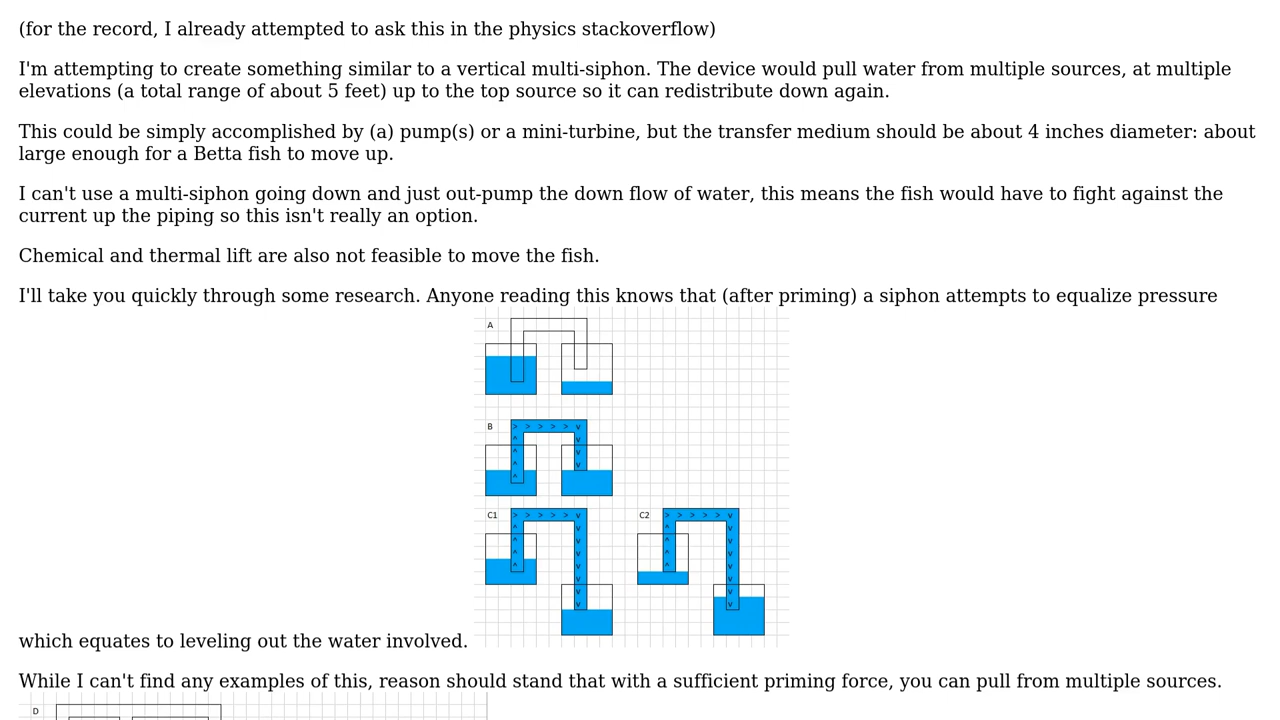 (for the record, I already attempted to ask this in the physics stackoverflow)
I'm attempting to create something similar to a vertical multi-siphon. The device would pull water from multiple sources, at multiple
elevations (a total range of about 5 feet) up to the top source so it can redistribute down again.
This could be simply accomplished by (a) pump(s) or a mini-turbine, but the transfer medium should be about 4 inches diameter: about
large enough for a Betta fish to move up.
I can't use a multi-siphon going down and just out-pump the down flow of water, this means the fish would have to fight against the
current up the piping so this isn't really an option.
Chemical and thermal lift are also not feasible to move the fish.
I'll take you quickly through some research. Anyone reading this knows that (after priming) a siphon attempts to equalize pressure
A
B
> > > > > v
^ v
^ v
^ v
^
C1
> > > > > v
^ v
^ v
^ v
^ v
v
v
v
C2
> > > > > v
^ v
^ v
^ v
^ v
v
v
v
which equates to leveling out the water involved.
While I can't find any examples of this, reason should stand that with a sufficient priming force, you can pull from multiple sources.
D